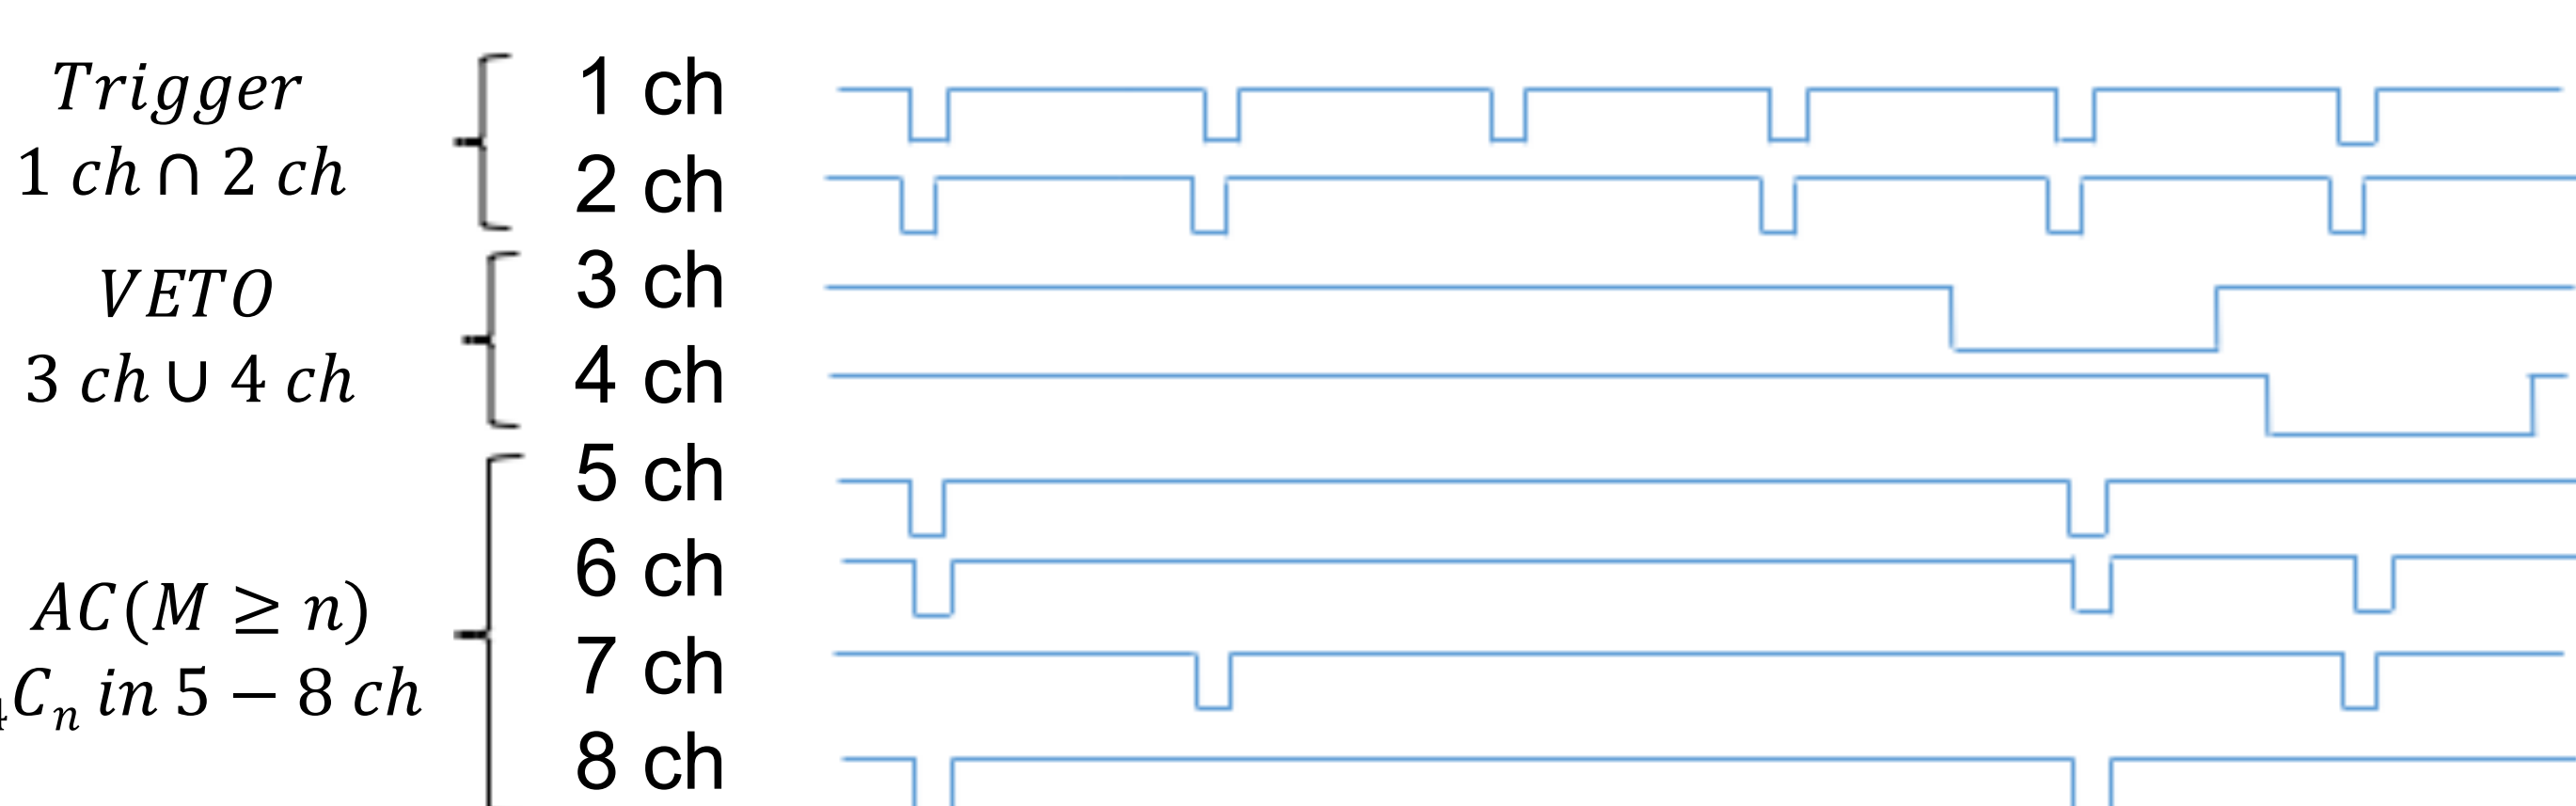 Trigger
1 ch ∩ 2 ch
VETO
3 ch ∪ 4 ch
AC(M ≥ n)
₄Cₙ in 5 − 8 ch
1 ch
2 ch
3 ch
4 ch
5 ch
6 ch
7 ch
8 ch